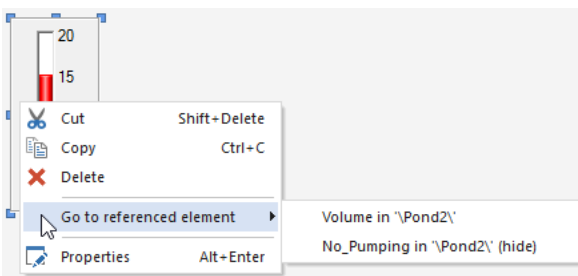 20
15
Cut Shift+Delete
Copy Ctrl+C
Delete
Go to referenced element Volume in '\Pond2\'
No_Pumping in '\Pond2\' (hide)
Properties Alt+Enter